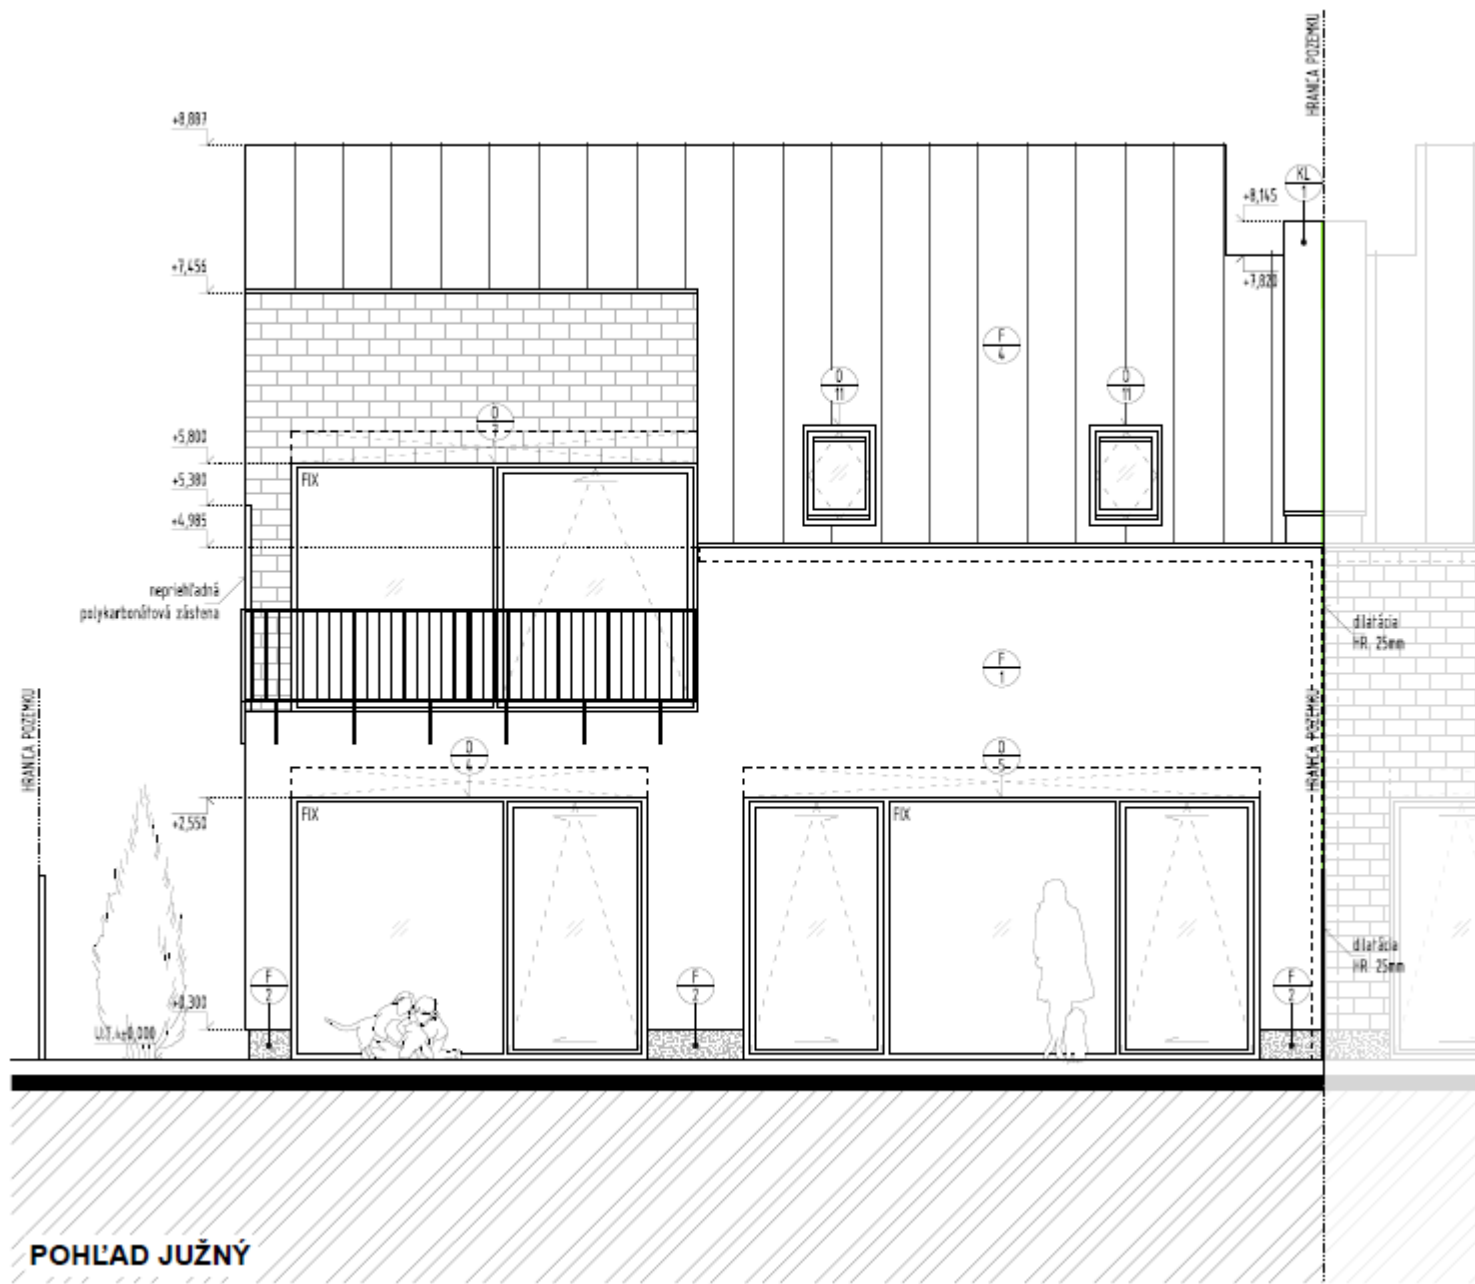 HRANICA POZEMKU
+8,887
KL
1
+8,145
+7,456
+7,820
F
4
O
11
O
11
O
7
+5,800
FIX
+5,380
+4,985
nepriehľadná
polykarbonátová zástena
dilatácia
HR. 25mm
F
1
HRANICA POZEMKU
HRANICA POZEMKU
O
4
O
5
+2,550
FIX
FIX
dilatácia
HR. 25mm
F
2
F
2
F
2
+0,300
U.T.±0,000
POHĽAD JUŽNÝ